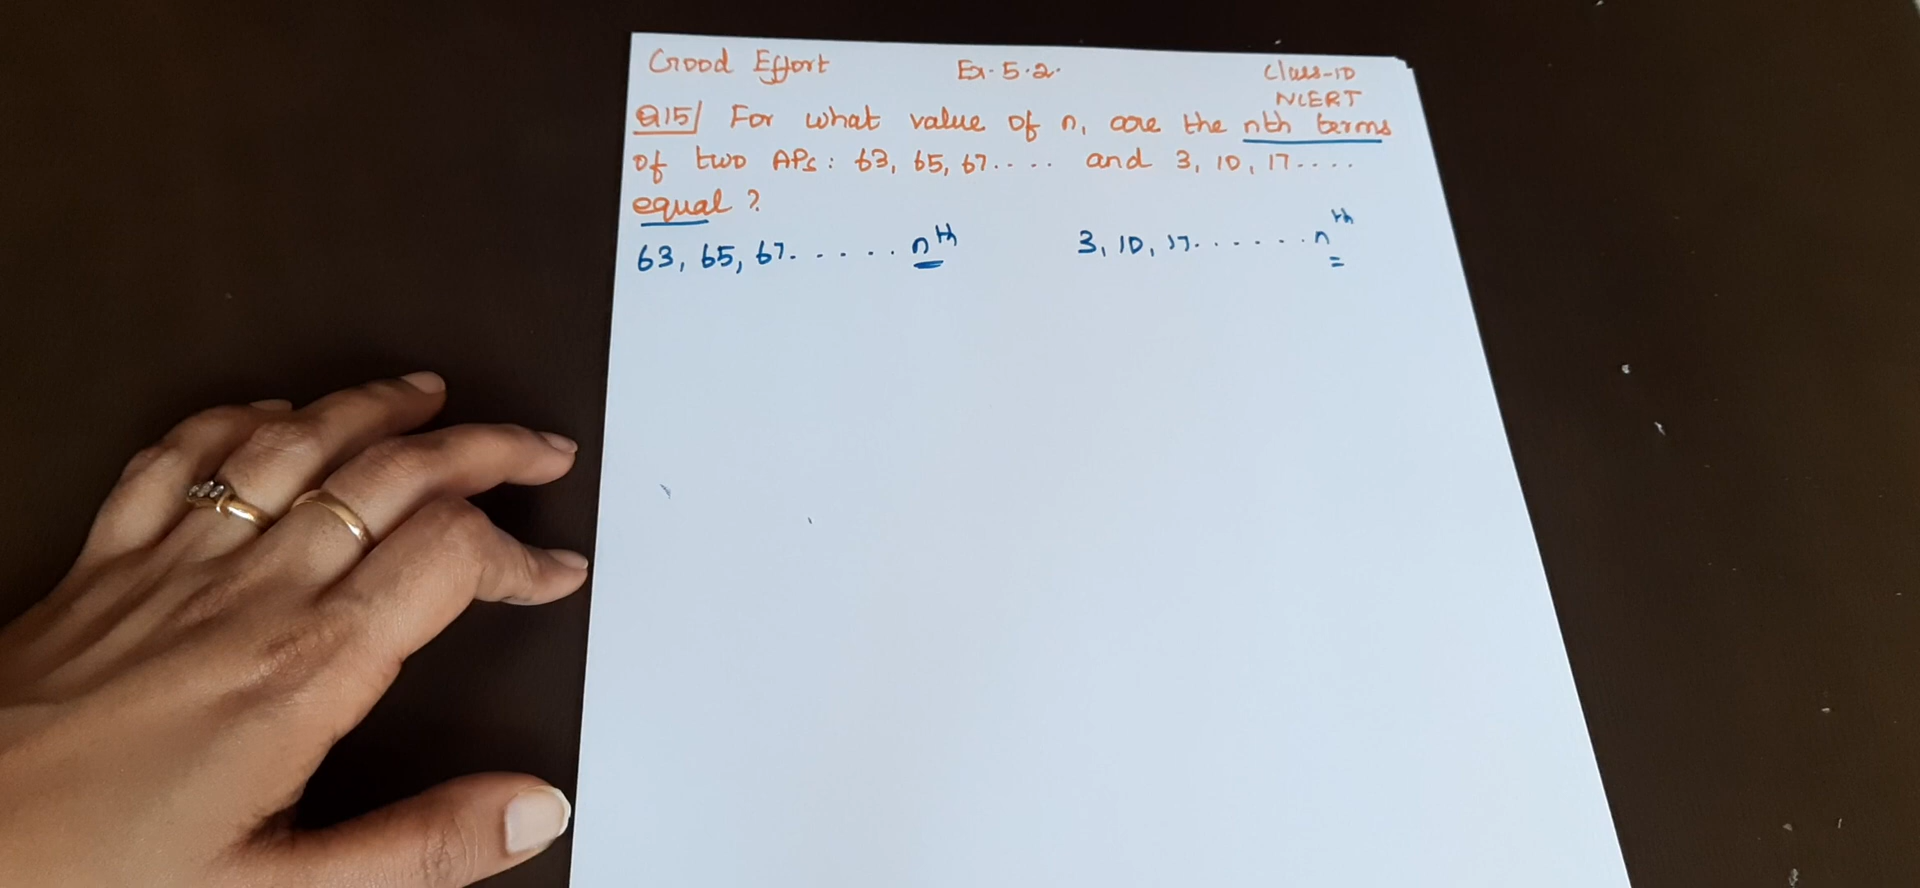 Good Effort Ex. 5.2. Class-10
NCERT
Q15/ For what value of n, are the nth terms
of two APs: 63, 65, 67.... and 3, 10, 17....
equal?
63, 65, 67...... nth 3, 10, 17....... nth